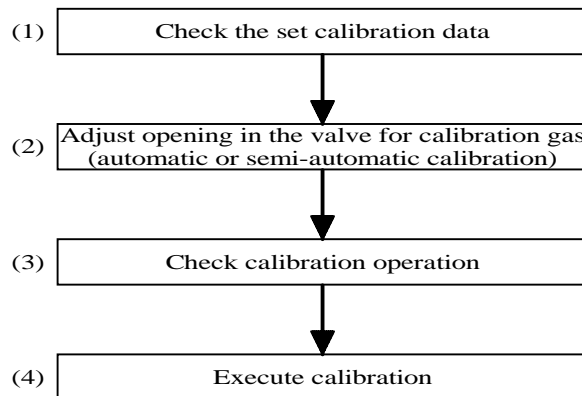 (1) Check the set calibration data
(2) Adjust opening in the valve for calibration gas
(automatic or semi-automatic calibration)
(3) Check calibration operation
(4) Execute calibration